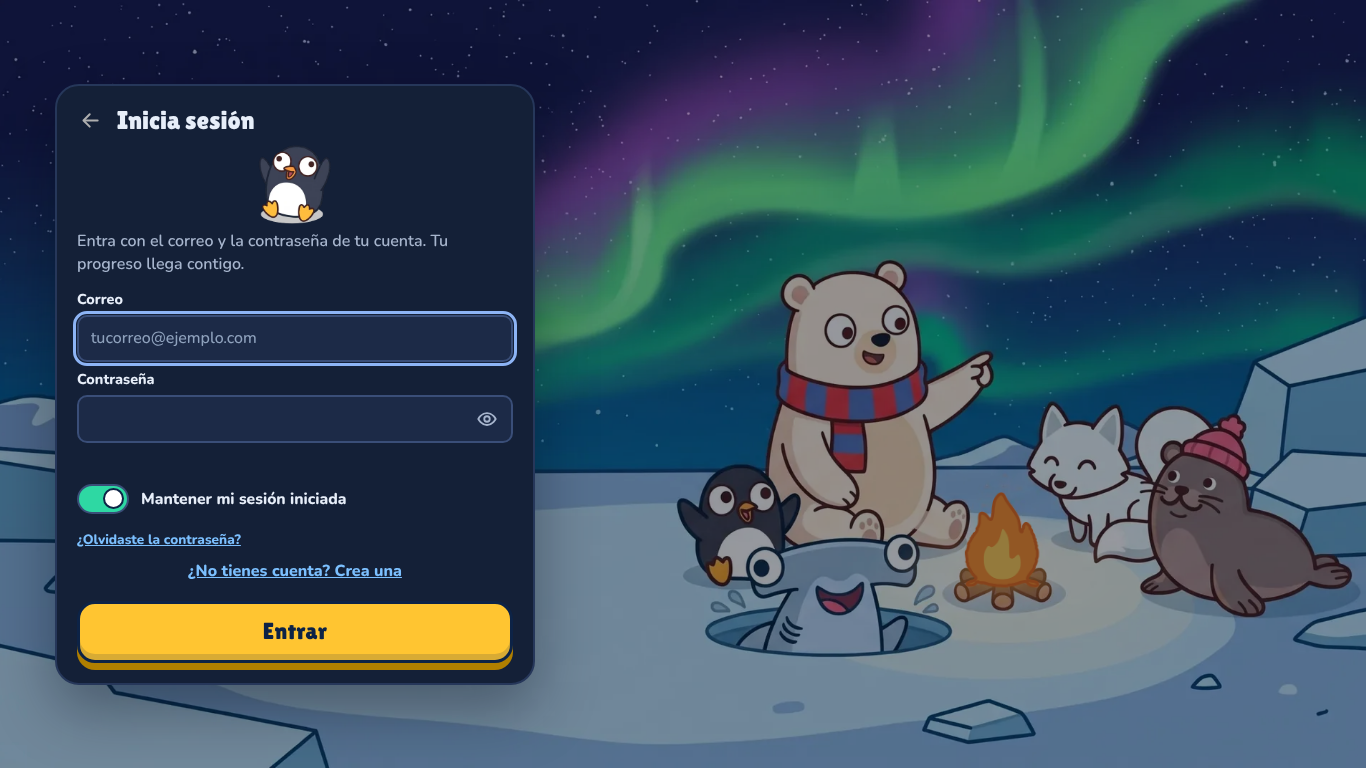 Inicia sesión
Entra con el correo y la contraseña de tu cuenta. Tu
progreso llega contigo.
Correo
tucorreo@ejemplo.com
Contraseña
Mantener mi sesión iniciada
¿Olvidaste la contraseña?
¿No tienes cuenta? Crea una
Entrar